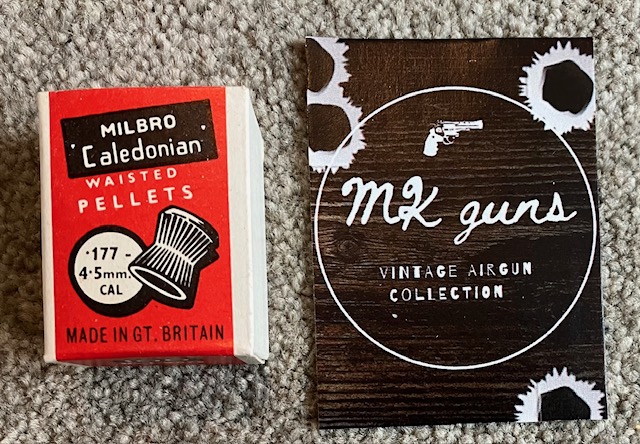 MILBRO
Caledonian
WAISTED
PELLETS
·177 -
4·5mm.
CAL
MADE IN GT. BRITAIN
MK guns
VINTAGE AIRGUN
COLLECTION